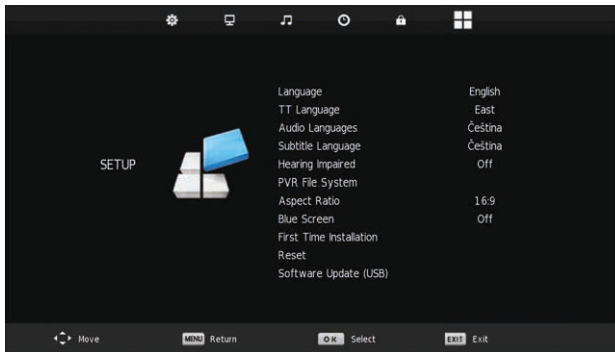 SETUP
Language English
TT Language East
Audio Languages Čeština
Subtitle Language Čeština
Hearing Impaired Off
PVR File System
Aspect Ratio 16:9
Blue Screen Off
First Time Installation
Reset
Software Update (USB)
Move MENU Return OK Select EXIT Exit